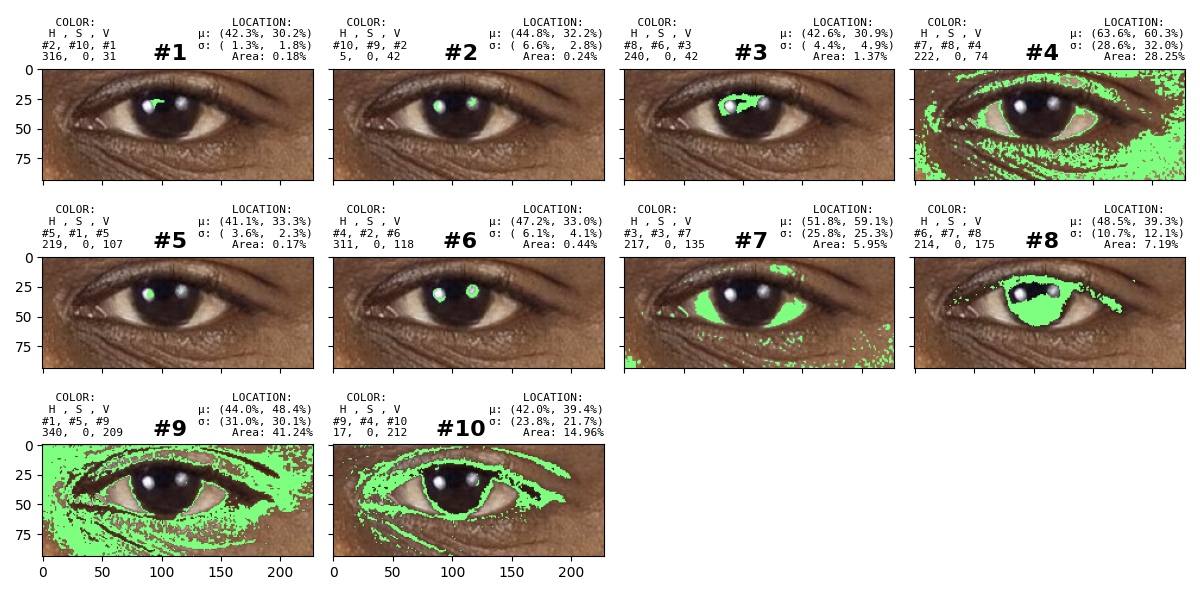 COLOR: LOCATION:
H , S , V μ: (42.3%, 30.2%)
#2, #10, #1 #1 σ: ( 1.3%, 1.8%)
316, 0, 31 Area: 0.18%
COLOR: LOCATION:
H , S , V μ: (44.8%, 32.2%)
#10, #9, #2 #2 σ: ( 6.6%, 2.8%)
5, 0, 42 Area: 0.24%
COLOR: LOCATION:
H , S , V μ: (42.6%, 30.9%)
#8, #6, #3 #3 σ: ( 4.4%, 4.9%)
240, 0, 42 Area: 1.37%
COLOR: LOCATION:
H , S , V μ: (63.6%, 60.3%)
#7, #8, #4 #4 σ: (28.6%, 32.0%)
222, 0, 74 Area: 28.25%
0
25
50
75
COLOR: LOCATION:
H , S , V μ: (41.1%, 33.3%)
#5, #1, #5 #5 σ: ( 3.6%, 2.3%)
219, 0, 107 Area: 0.17%
COLOR: LOCATION:
H , S , V μ: (47.2%, 33.0%)
#4, #2, #6 #6 σ: ( 6.1%, 4.1%)
311, 0, 118 Area: 0.44%
COLOR: LOCATION:
H , S , V μ: (51.8%, 59.1%)
#3, #3, #7 #7 σ: (25.8%, 25.3%)
217, 0, 135 Area: 5.95%
COLOR: LOCATION:
H , S , V μ: (48.5%, 39.3%)
#6, #7, #8 #8 σ: (10.7%, 12.1%)
214, 0, 175 Area: 7.19%
0
25
50
75
COLOR: LOCATION:
H , S , V μ: (44.0%, 48.4%)
#1, #5, #9 #9 σ: (31.0%, 30.1%)
340, 0, 209 Area: 41.24%
COLOR: LOCATION:
H , S , V μ: (42.0%, 39.4%)
#9, #4, #10 #10 σ: (23.8%, 21.7%)
17, 0, 212 Area: 14.96%
0
25
50
75
0 50 100 150 200
0 50 100 150 200